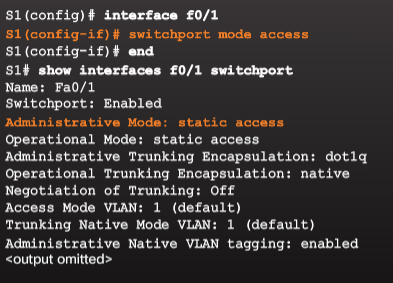 S1(config)# interface f0/1
S1(config-if)# switchport mode access
S1(config-if)# end
S1# show interfaces f0/1 switchport
Name: Fa0/1
Switchport: Enabled
Administrative Mode: static access
Operational Mode: static access
Administrative Trunking Encapsulation: dot1q
Operational Trunking Encapsulation: native
Negotiation of Trunking: Off
Access Mode VLAN: 1 (default)
Trunking Native Mode VLAN: 1 (default)
Administrative Native VLAN tagging: enabled
<output omitted>